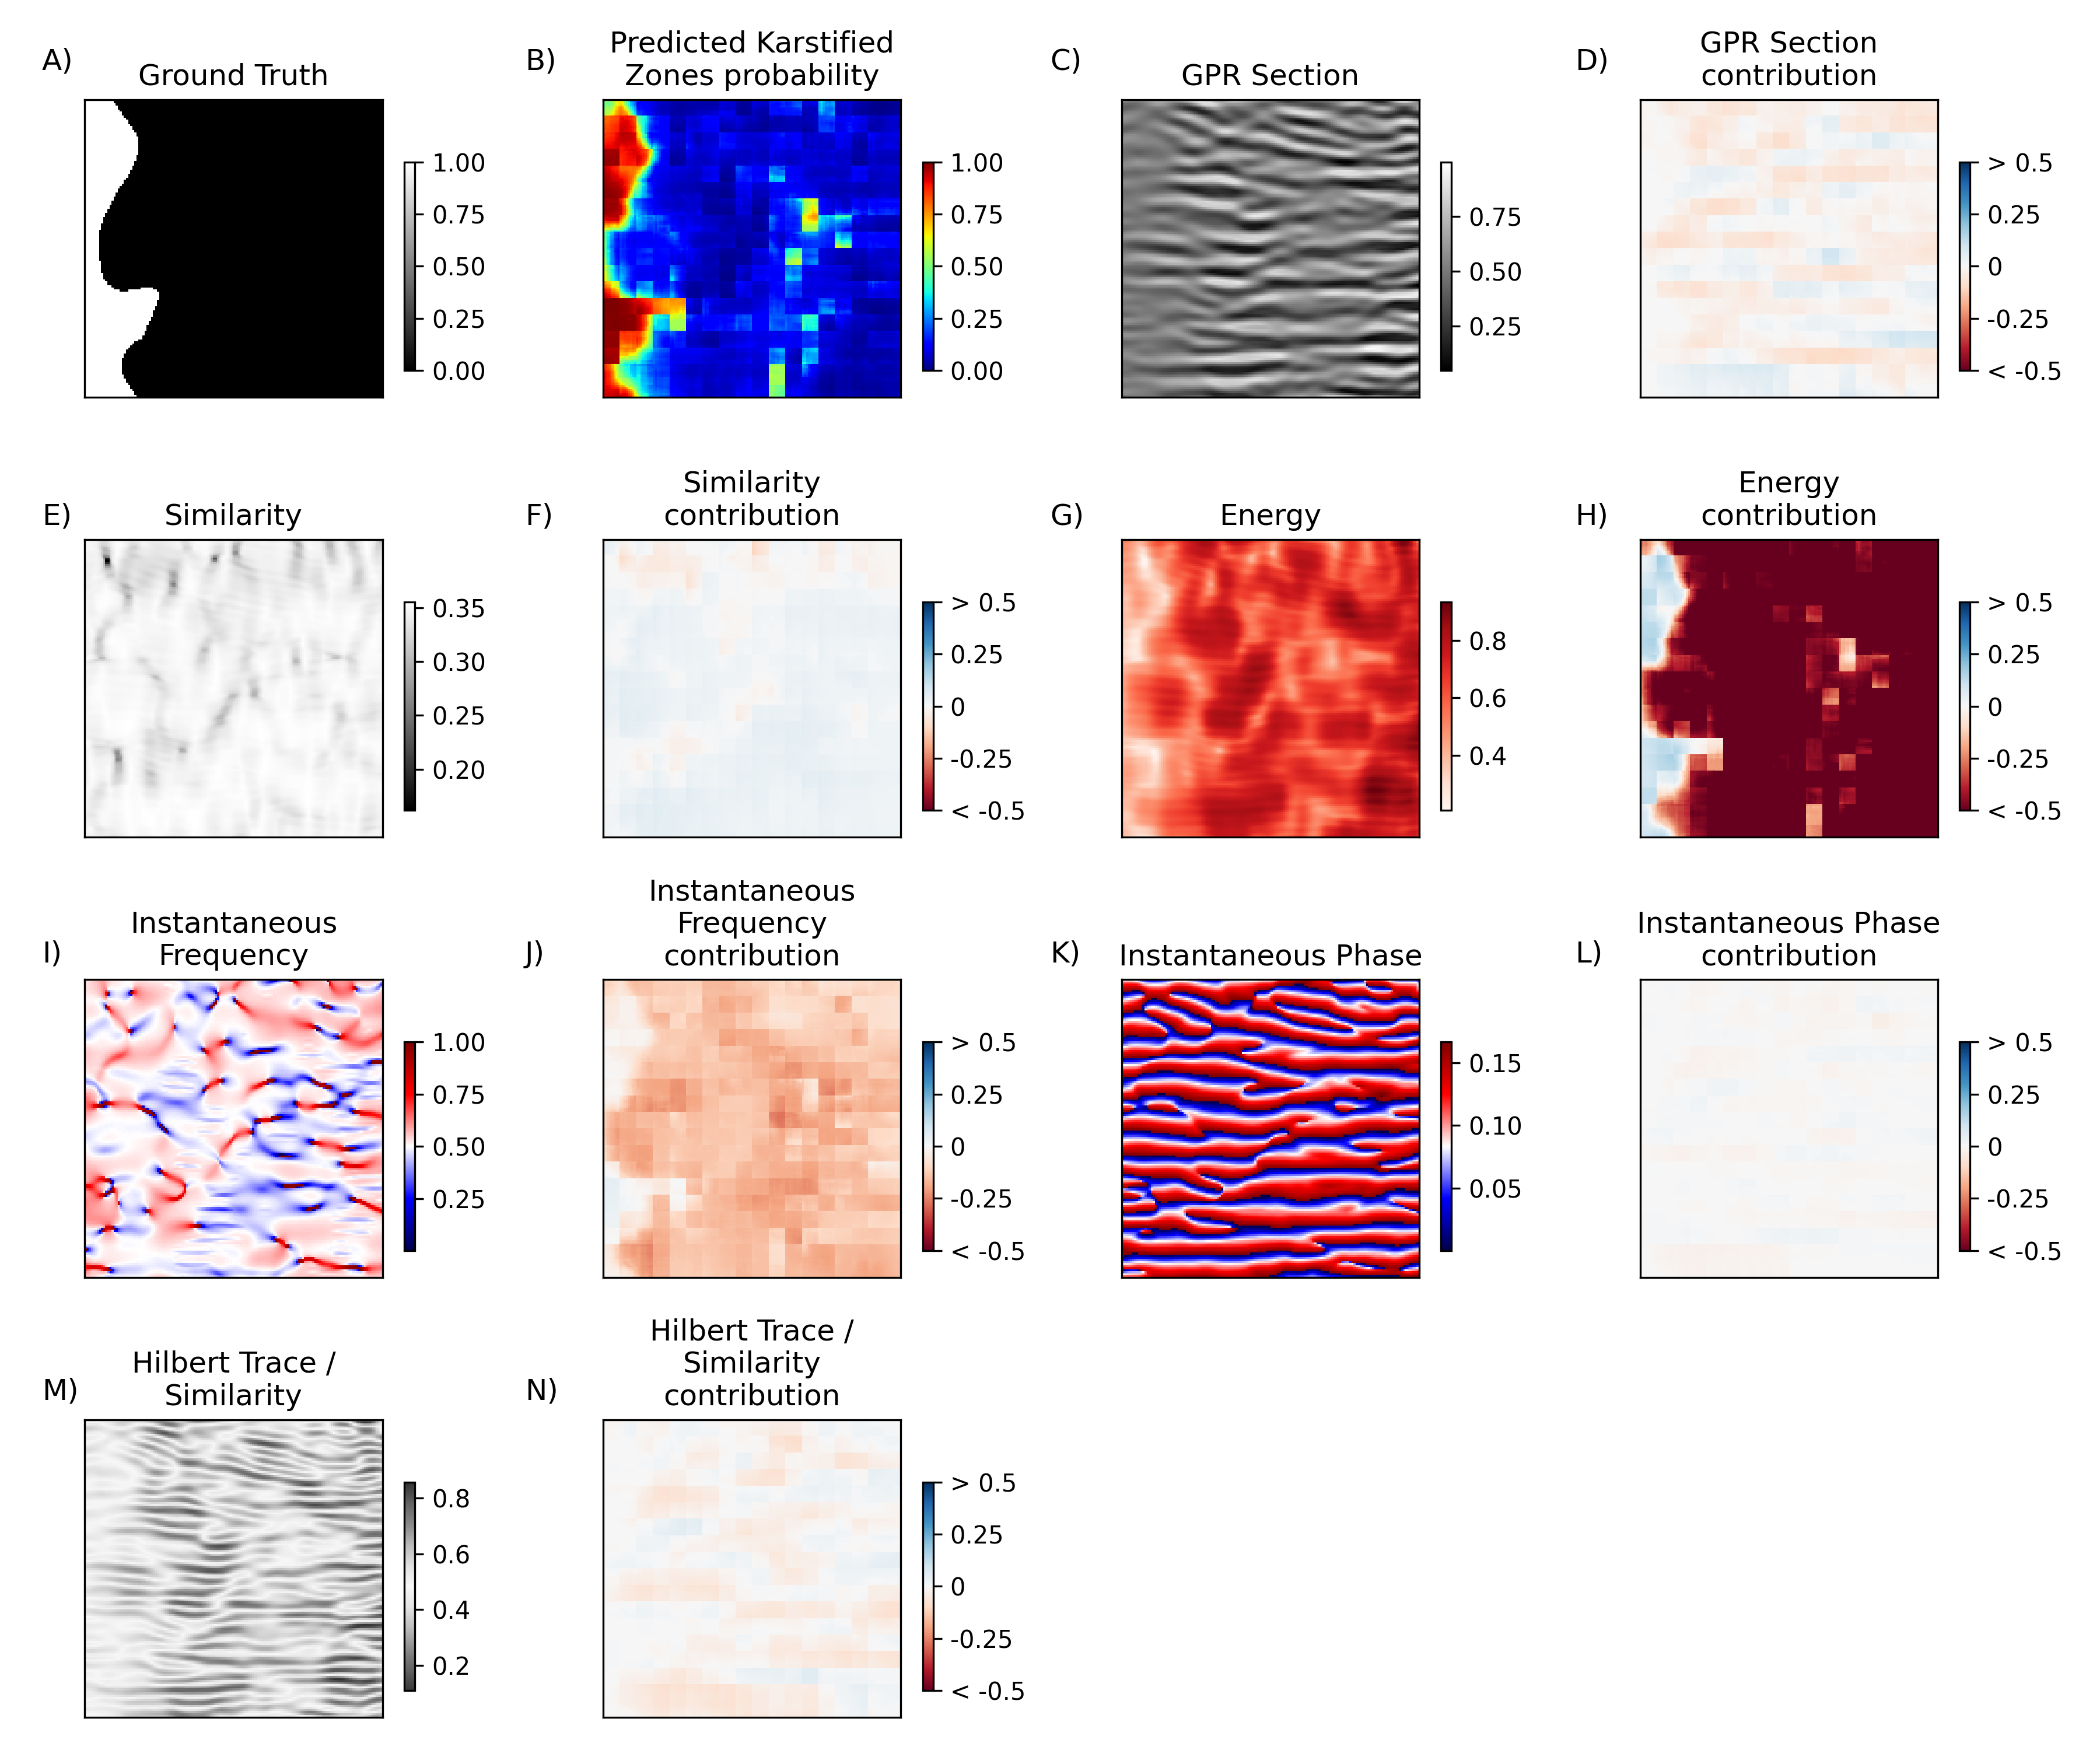 A)
Ground Truth
1.00
0.75
0.50
0.25
0.00
B)
Predicted Karstified
Zones probability
1.00
0.75
0.50
0.25
0.00
C)
GPR Section
0.75
0.50
0.25
D)
GPR Section
contribution
> 0.5
0.25
0
-0.25
< -0.5
E)
Similarity
0.35
0.30
0.25
0.20
F)
Similarity
contribution
> 0.5
0.25
0
-0.25
< -0.5
G)
Energy
0.8
0.6
0.4
H)
Energy
contribution
> 0.5
0.25
0
-0.25
< -0.5
I)
Instantaneous
Frequency
1.00
0.75
0.50
0.25
J)
Instantaneous
Frequency
contribution
> 0.5
0.25
0
-0.25
< -0.5
K)
Instantaneous Phase
0.15
0.10
0.05
L)
Instantaneous Phase
contribution
> 0.5
0.25
0
-0.25
< -0.5
M)
Hilbert Trace /
Similarity
0.8
0.6
0.4
0.2
N)
Hilbert Trace /
Similarity
contribution
> 0.5
0.25
0
-0.25
< -0.5